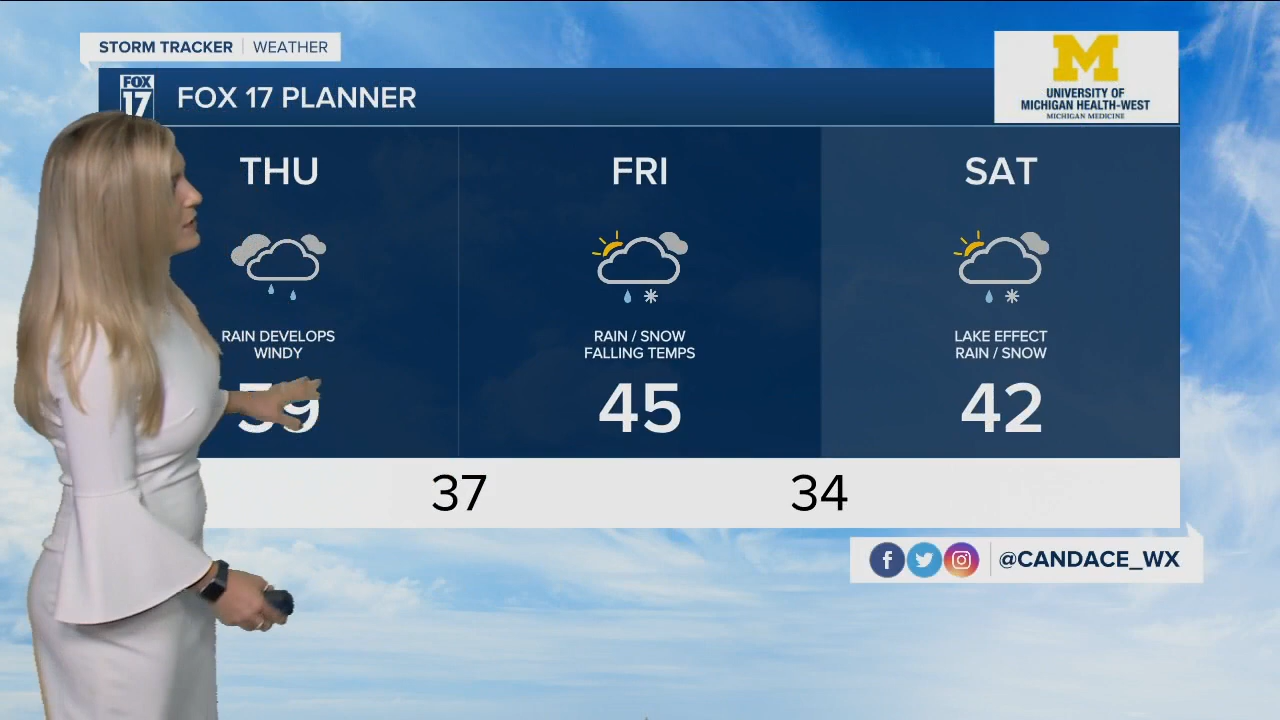 STORM TRACKER WEATHER
FOX
17
FOX 17 PLANNER
M
UNIVERSITY OF
MICHIGAN HEALTH-WEST
MICHIGAN MEDICINE
THU FRI SAT
RAIN DEVELOPS
WINDY
RAIN / SNOW
FALLING TEMPS
LAKE EFFECT
RAIN / SNOW
59 45 42
37 34
f @CANDACE_WX